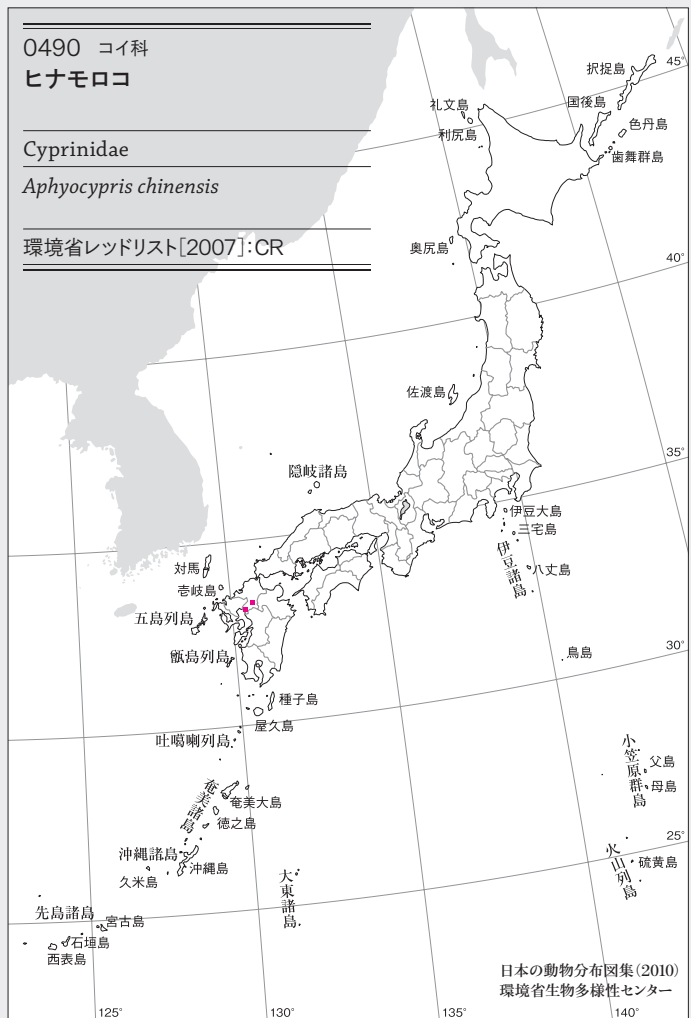 0490 コイ科
ヒナモロコ
Cyprinidae
Aphyocypris chinensis
環境省レッドリスト[2007]:CR
45°
択捉島
礼文島
国後島
色丹島
利尻島
歯舞群島
奥尻島
40°
佐渡島
35°
隠岐諸島
伊豆大島
三宅島
伊豆諸島
八丈島
対馬
壱岐島
五島列島
甑島列島
鳥島
30°
種子島
屋久島
吐噶喇列島
小笠原群島
父島
母島
奄美諸島
奄美大島
徳之島
25°
沖縄諸島
沖縄島
久米島
火山列島
硫黄島
大東諸島
先島諸島
宮古島
石垣島
西表島
日本の動物分布図集(2010)
環境省生物多様性センター
125°
130°
135°
140°